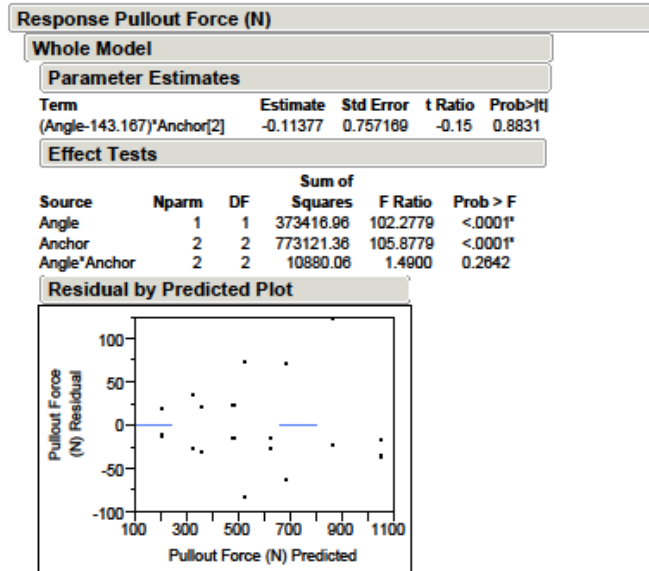 Response Pullout Force (N)
Whole Model
Parameter Estimates
Term Estimate Std Error t Ratio Prob>|t|
(Angle-143.167)*Anchor[2] -0.11377 0.757169 -0.15 0.8831
Effect Tests
Source Nparm DF Sum of Squares F Ratio Prob > F
Angle 1 1 373416.96 102.2779 <.0001*
Anchor 2 2 773121.36 105.8779 <.0001*
Angle*Anchor 2 2 10880.06 1.4900 0.2642
Residual by Predicted Plot
Pullout Force
(N) Residual
100
50
0
-50
-100
100 300 500 700 900 1100
Pullout Force (N) Predicted